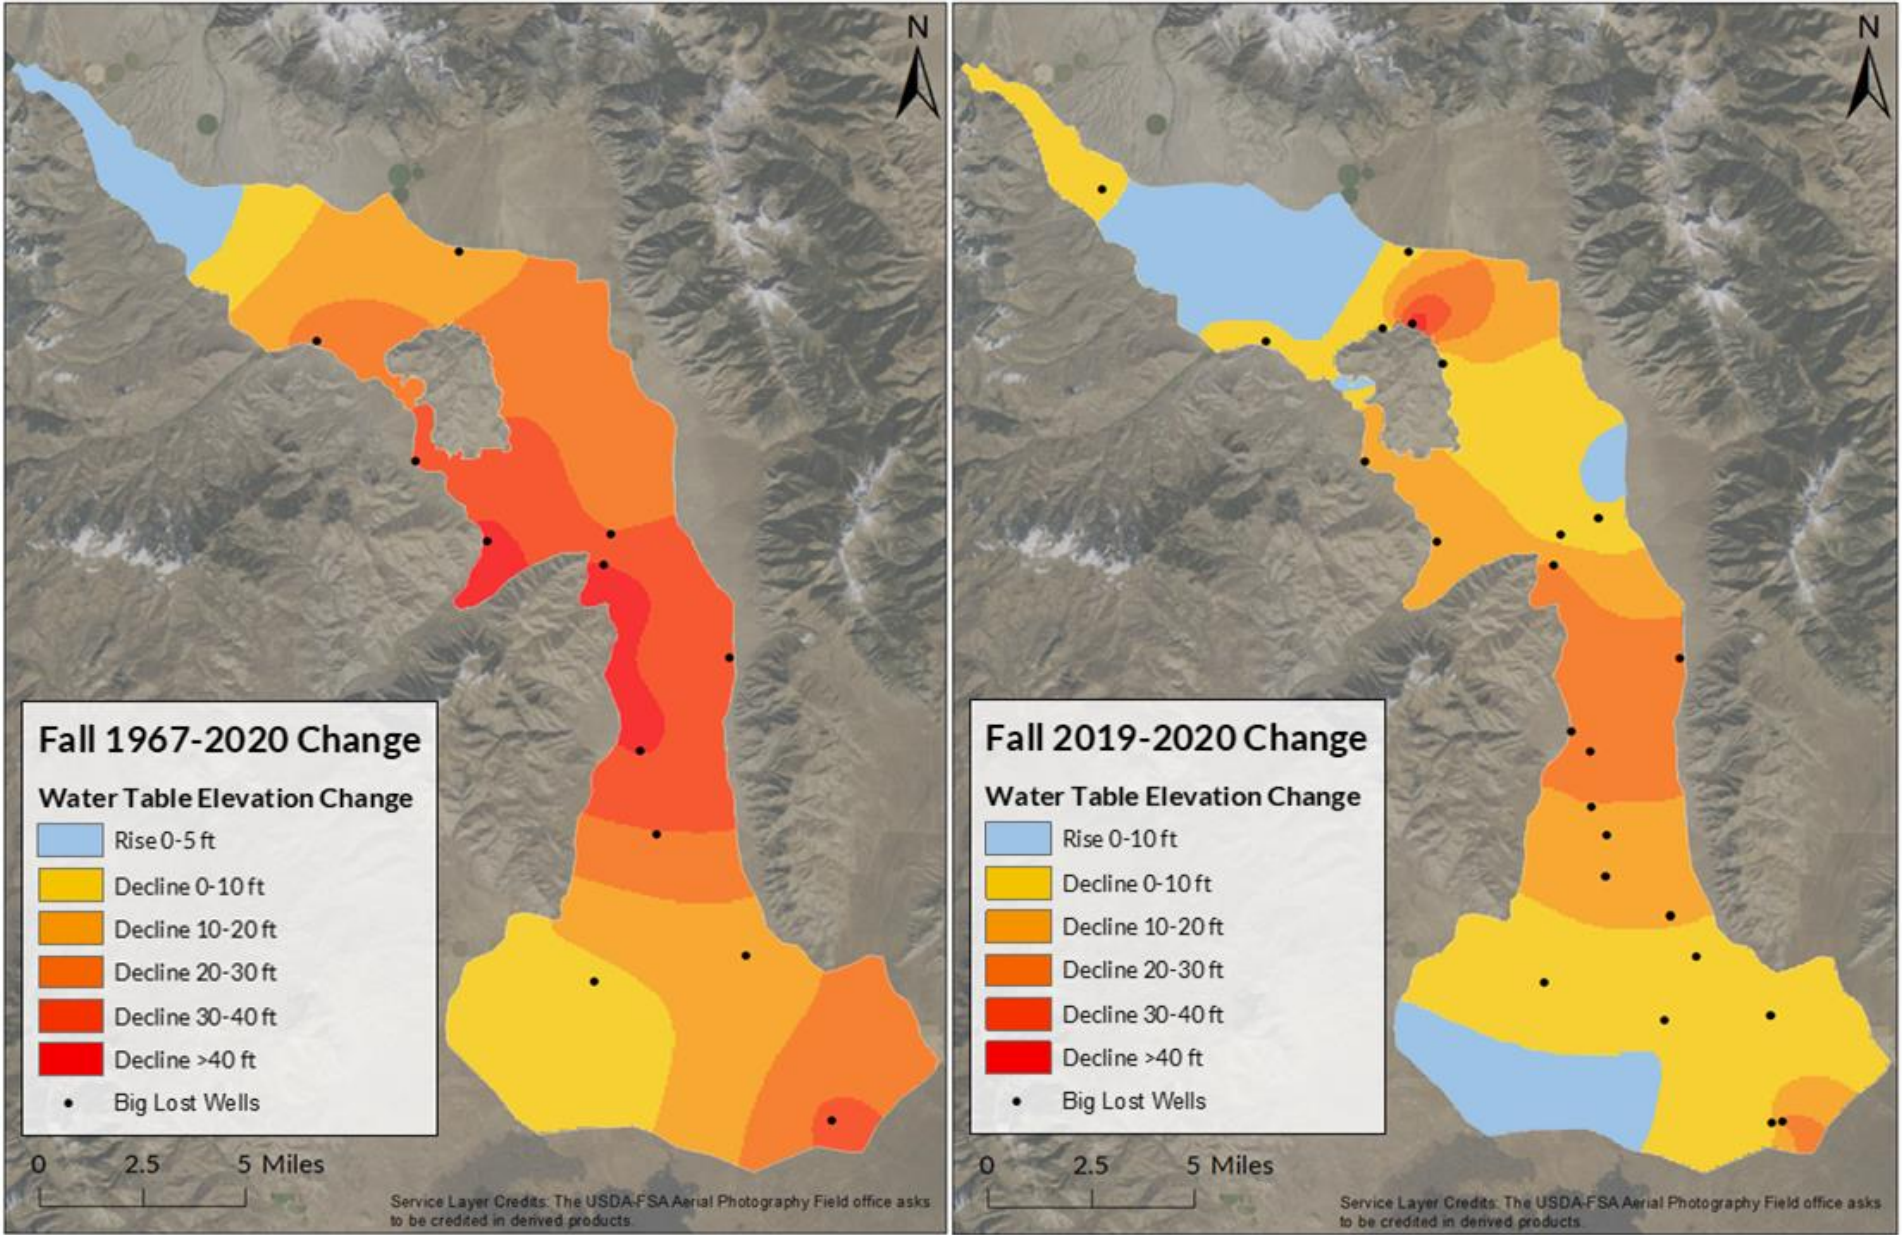 N
Fall 1967-2020 Change
Water Table Elevation Change
Rise 0-5 ft
Decline 0-10 ft
Decline 10-20 ft
Decline 20-30 ft
Decline 30-40 ft
Decline >40 ft
Big Lost Wells
0 2.5 5 Miles
Service Layer Credits: The USDA-FSA Aerial Photography Field office asks
to be credited in derived products.
N
Fall 2019-2020 Change
Water Table Elevation Change
Rise 0-10 ft
Decline 0-10 ft
Decline 10-20 ft
Decline 20-30 ft
Decline 30-40 ft
Decline >40 ft
Big Lost Wells
0 2.5 5 Miles
Service Layer Credits: The USDA-FSA Aerial Photography Field office asks
to be credited in derived products.